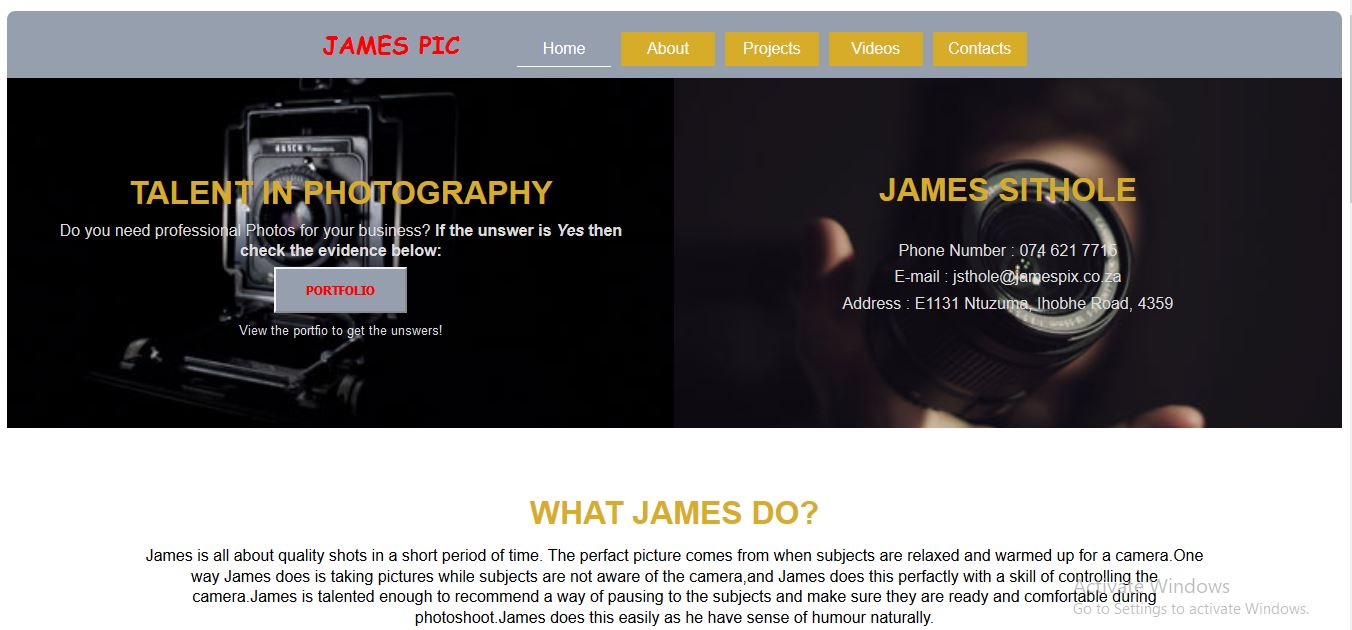 JAMES PIC
Home
About
Projects
Videos
Contacts
TALENT IN PHOTOGRAPHY
Do you need professional Photos for your business? If the unswer is Yes then
check the evidence below:
PORTFOLIO
View the portfio to get the unswers!
JAMES SITHOLE
Phone Number : 074 621 7715
E-mail : jsthole@jamespix.co.za
Address : E1131 Ntuzuma, Ihobhe Road, 4359
WHAT JAMES DO?
James is all about quality shots in a short period of time. The perfact picture comes from when subjects are relaxed and warmed up for a camera.One
way James does is taking pictures while subjects are not aware of the camera,and James does this perfactly with a skill of controlling the
camera.James is talented enough to recommend a way of pausing to the subjects and make sure they are ready and comfortable during
photoshoot.James does this easily as he have sense of humour naturally.
Activate Windows
Go to Settings to activate Windows.